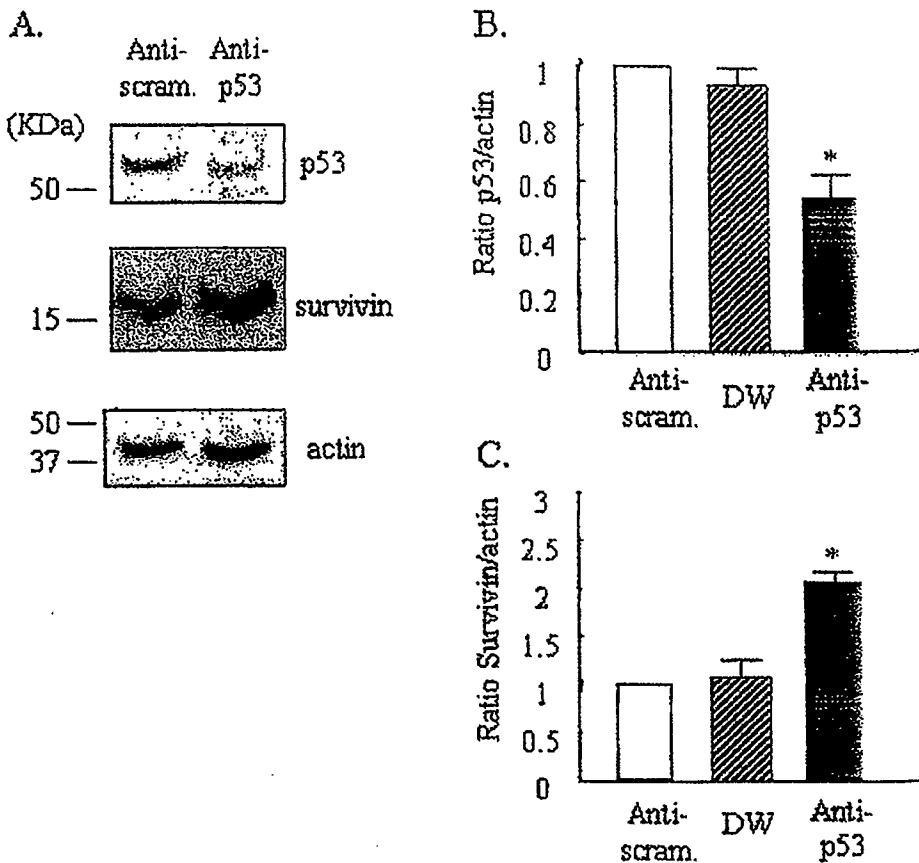 A.
Anti-
scram.
Anti-
p53
(KDa)
50
p53
15
survivin
50
37
actin
B.
Ratio p53/actin
1
0.8
0.6
0.4
0.2
0
*
Anti-
scram.
DW
Anti-
p53
C.
Ratio Survivin/actin
3
2.5
2
1.5
1
0.5
0
*
Anti-
scram.
DW
Anti-
p53